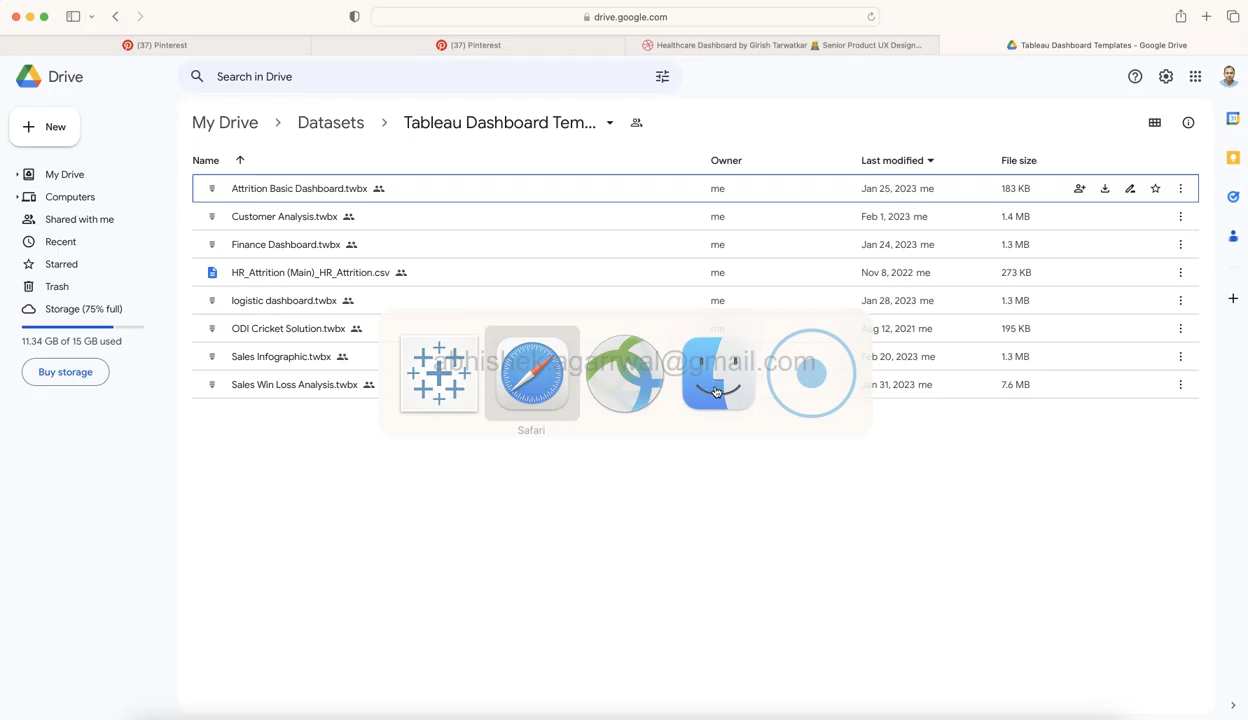 drive.google.com
(37) Pinterest
(37) Pinterest
Healthcare Dashboard by Girish Tarwatkar 👨‍💻 Senior Product UX Design...
Tableau Dashboard Templates - Google Drive
Drive
Search in Drive
New
My Drive
Computers
Shared with me
Recent
Starred
Trash
Storage (75% full)
11.34 GB of 15 GB used
Buy storage
My Drive > Datasets > Tableau Dashboard Tem...
Name Owner Last modified File size
Attrition Basic Dashboard.twbx me Jan 25, 2023 me 183 KB
Customer Analysis.twbx me Feb 1, 2023 me 1.4 MB
Finance Dashboard.twbx me Jan 24, 2023 me 1.3 MB
HR_Attrition (Main)_HR_Attrition.csv me Nov 8, 2022 me 273 KB
logistic dashboard.twbx me Jan 28, 2023 me 1.3 MB
ODI Cricket Solution.twbx me Aug 12, 2021 me 195 KB
Sales Infographic.twbx Feb 20, 2023 me 1.3 MB
Sales Win Loss Analysis.twbx Jan 31, 2023 me 7.6 MB
abhishekkagarrwal@gmail.com
Safari